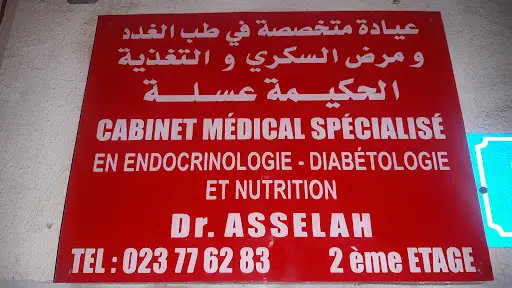 عيادة متخصصة في طب الغدد
و مرض السكري و التغذية
الحكيمة عسلة
CABINET MÉDICAL SPÉCIALISÉ
EN ENDOCRINOLOGIE - DIABÉTOLOGIE
ET NUTRITION
Dr. ASSELAH
TEL : 023 77 62 83 2 ème ETAGE